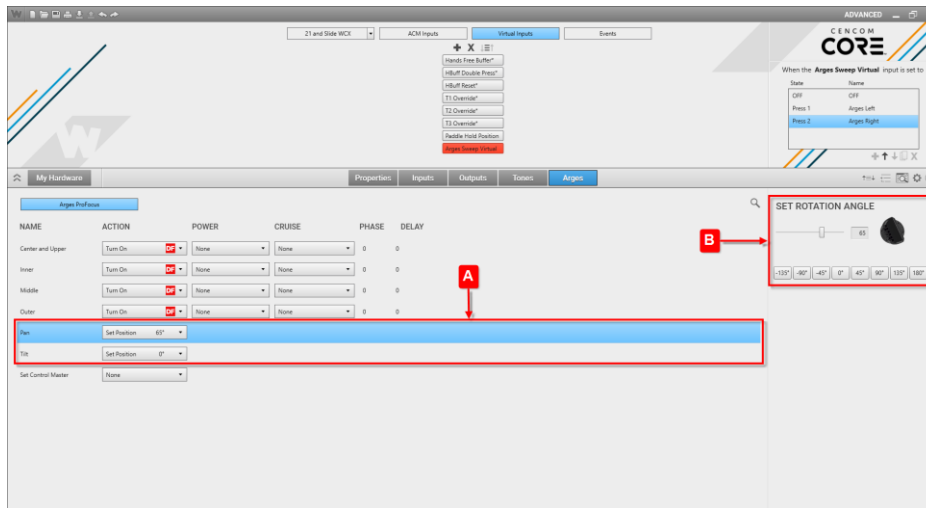 ADVANCED
21 and Slide WCX ACM Inputs Virtual Inputs Events
Hands Free Buffer*
HBuff Double Press*
HBuff Reset*
T1 Override*
T2 Override*
T3 Override*
Paddle Hold Position
Arges Sweep Virtual
CENCOM
CORE
When the Arges Sweep Virtual input is set to
State Name
OFF OFF
Press 1 Arges Left
Press 2 Arges Right
My Hardware Properties Inputs Outputs Tones Arges
Arges ProFocus
NAME ACTION POWER CRUISE PHASE DELAY
Center and Upper Turn On DF None None 0 0
Inner Turn On DF None None 0 0
Middle Turn On DF None None 0 0
Outer Turn On DF None None 0 0
Pan Set Position 65°
Tilt Set Position 0°
Set Control Master None
A
B
SET ROTATION ANGLE
65
-135° -90° -45° 0° 45° 90° 135° 180°